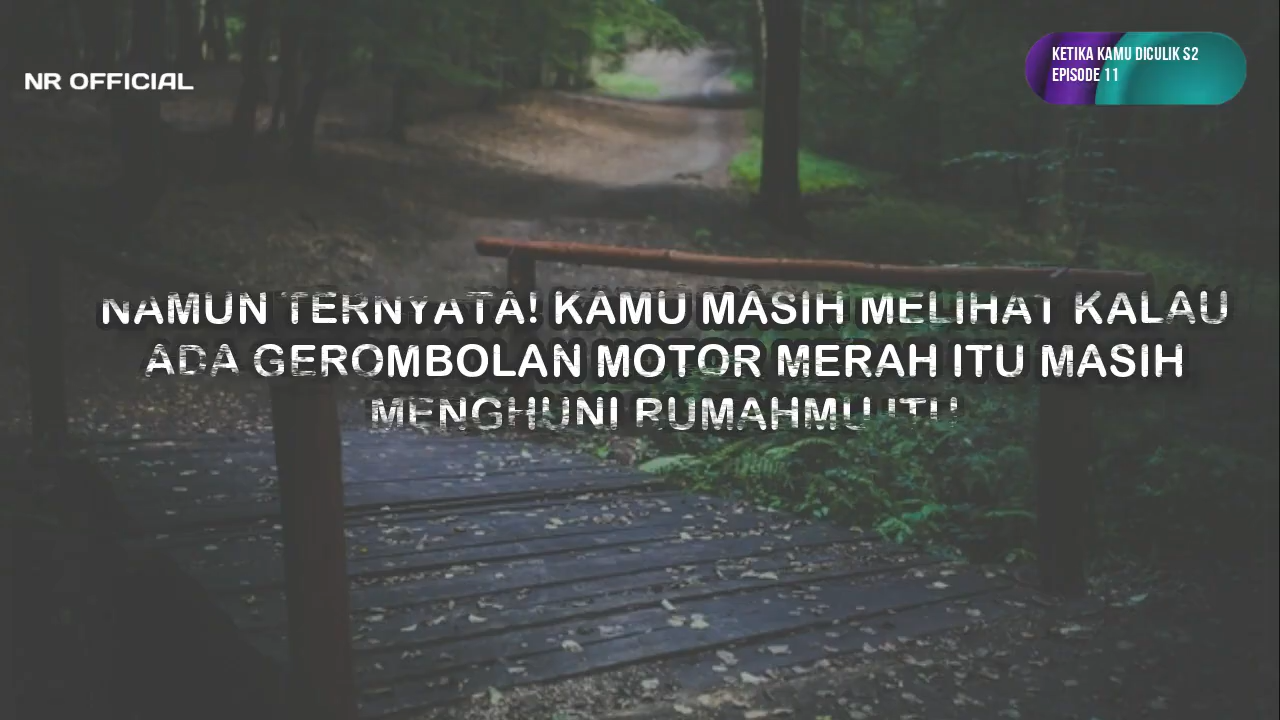 NR OFFICIAL
KETIKA KAMU DICULIK S2
EPISODE 11
NAMUN TERNYATA! KAMU MASIH MELIHAT KALAU
ADA GEROMBOLAN MOTOR MERAH ITU MASIH
MENGHUNI RUMAHMU ITU